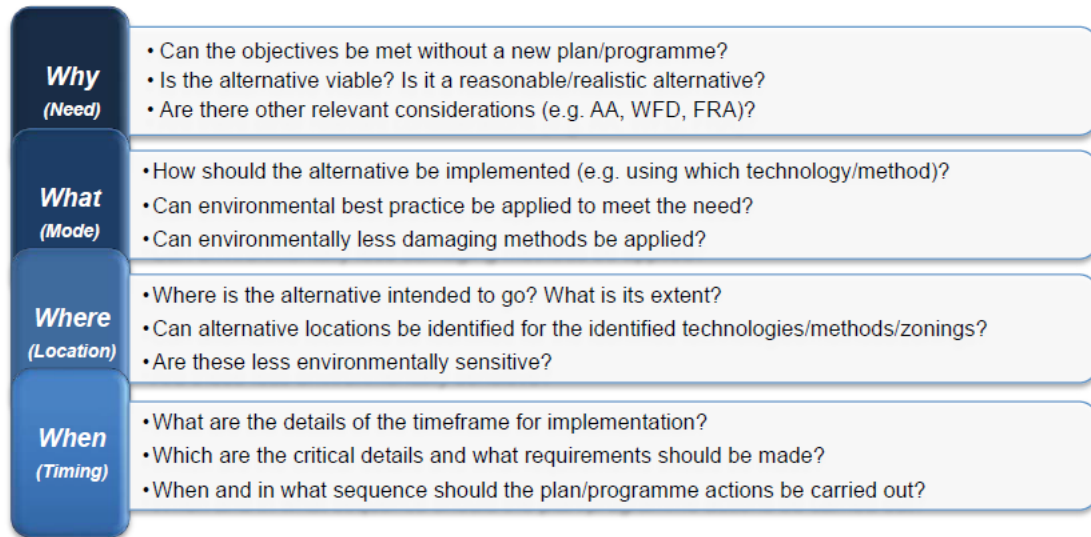 Why
(Need)
• Can the objectives be met without a new plan/programme?
• Is the alternative viable? Is it a reasonable/realistic alternative?
• Are there other relevant considerations (e.g. AA, WFD, FRA)?
What
(Mode)
• How should the alternative be implemented (e.g. using which technology/method)?
• Can environmental best practice be applied to meet the need?
• Can environmentally less damaging methods be applied?
Where
(Location)
• Where is the alternative intended to go? What is its extent?
• Can alternative locations be identified for the identified technologies/methods/zonings?
• Are these less environmentally sensitive?
When
(Timing)
• What are the details of the timeframe for implementation?
• Which are the critical details and what requirements should be made?
• When and in what sequence should the plan/programme actions be carried out?